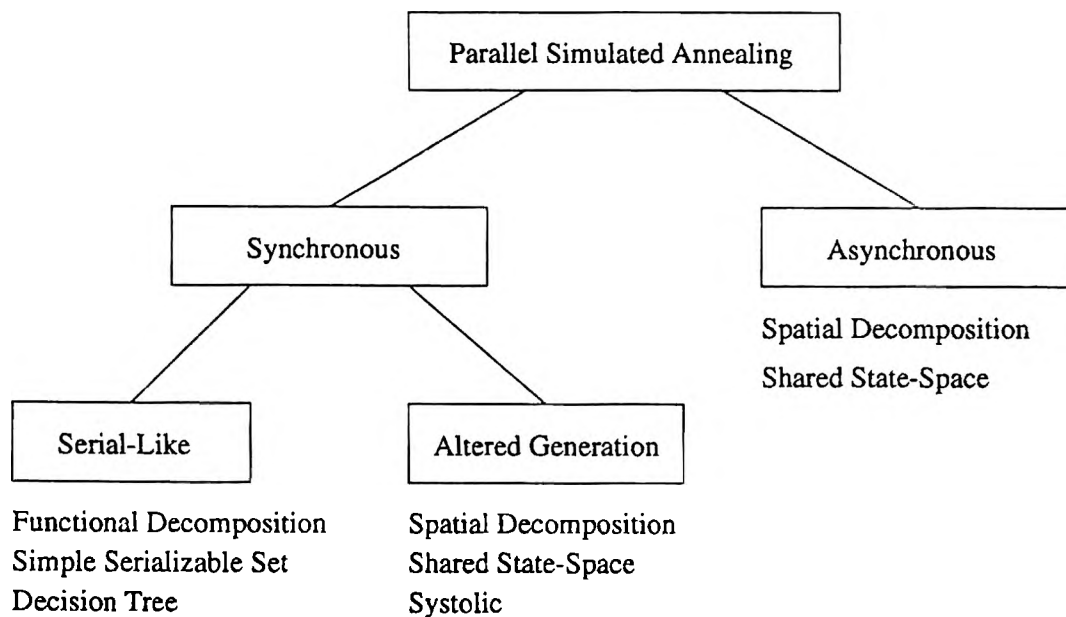 Parallel Simulated Annealing
Synchronous
Asynchronous
Spatial Decomposition
Shared State-Space
Serial-Like
Altered Generation
Functional Decomposition
Simple Serializable Set
Decision Tree
Spatial Decomposition
Shared State-Space
Systolic